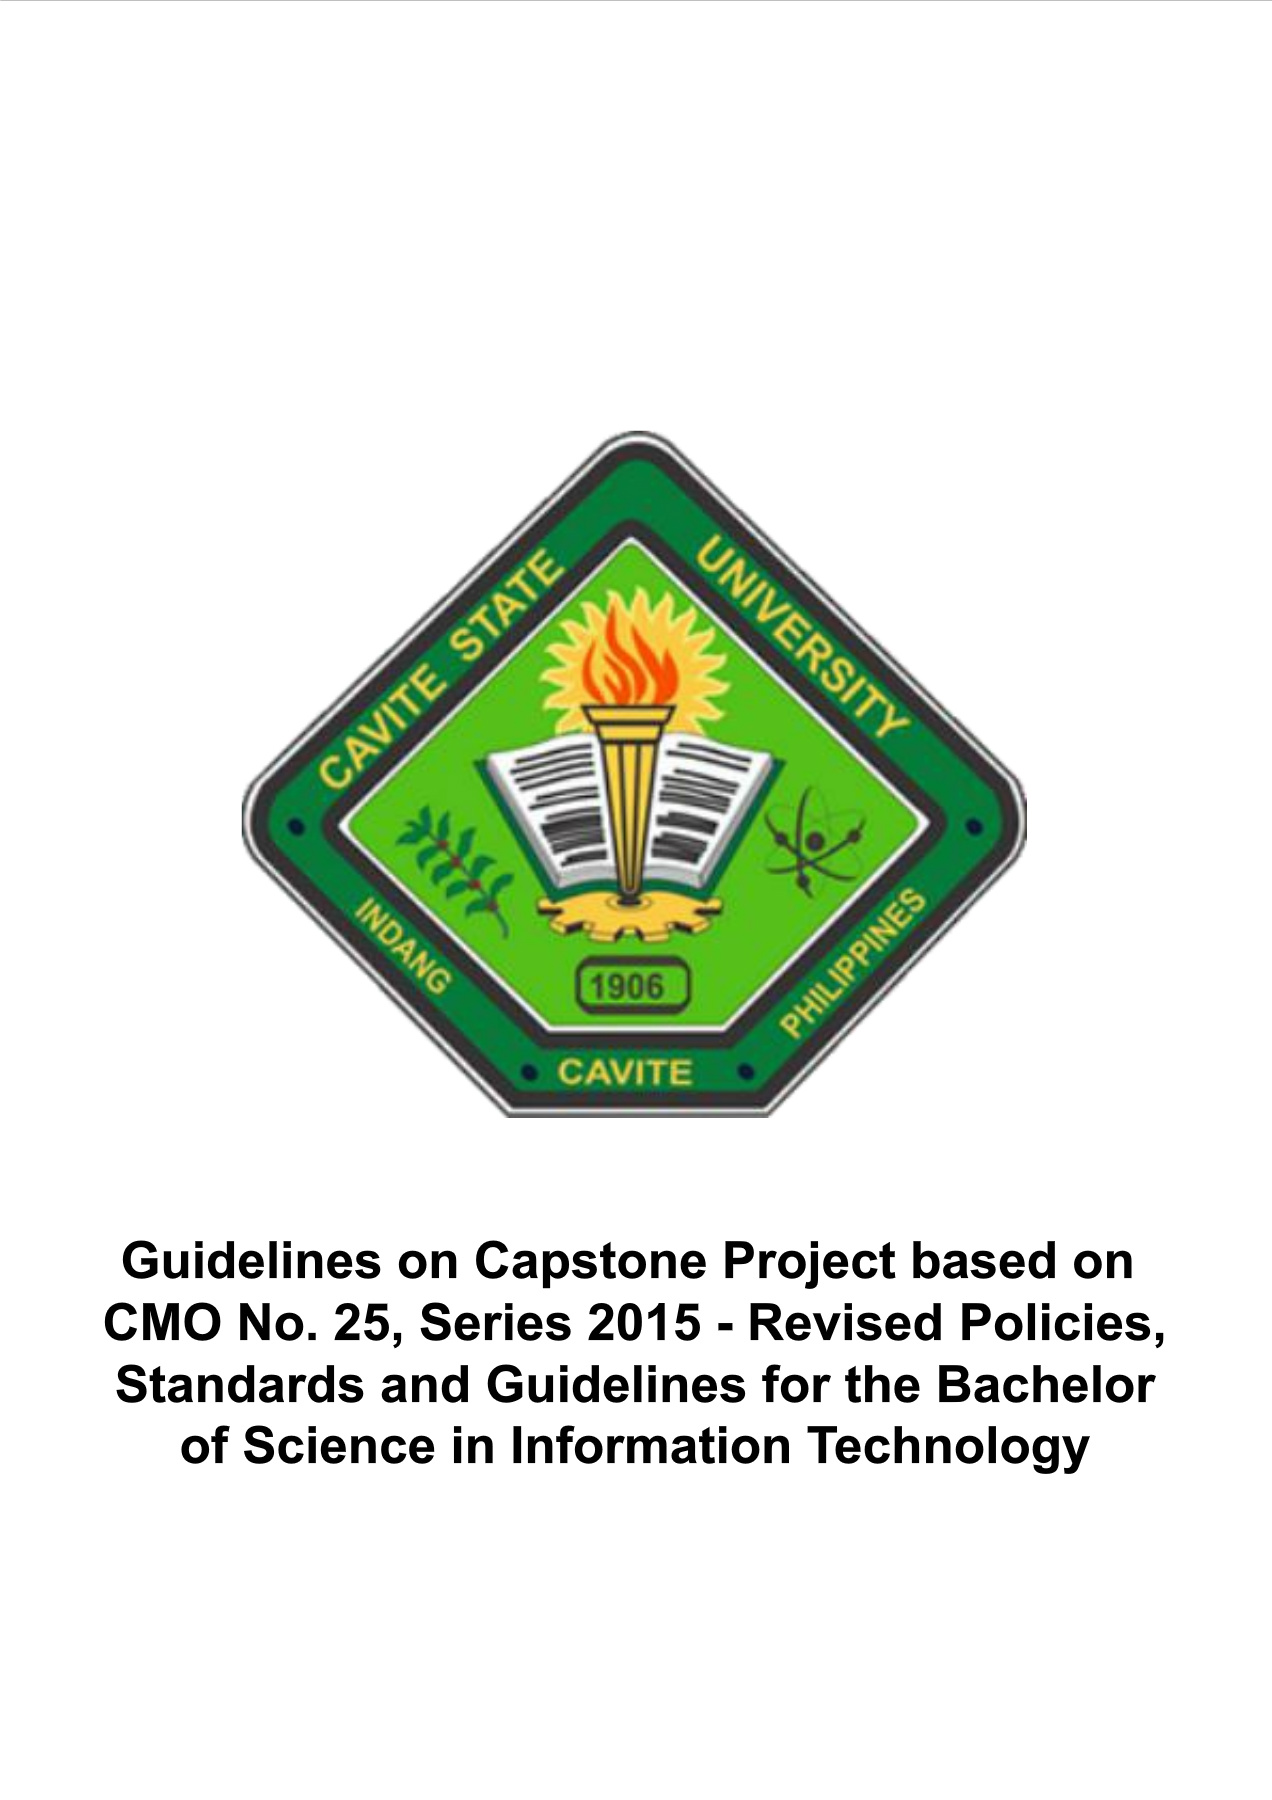 CAVITE STATE
UNIVERSITY
INDANG
PHILIPPINES
1906
CAVITE
Guidelines on Capstone Project based on
CMO No. 25, Series 2015 - Revised Policies,
Standards and Guidelines for the Bachelor
of Science in Information Technology